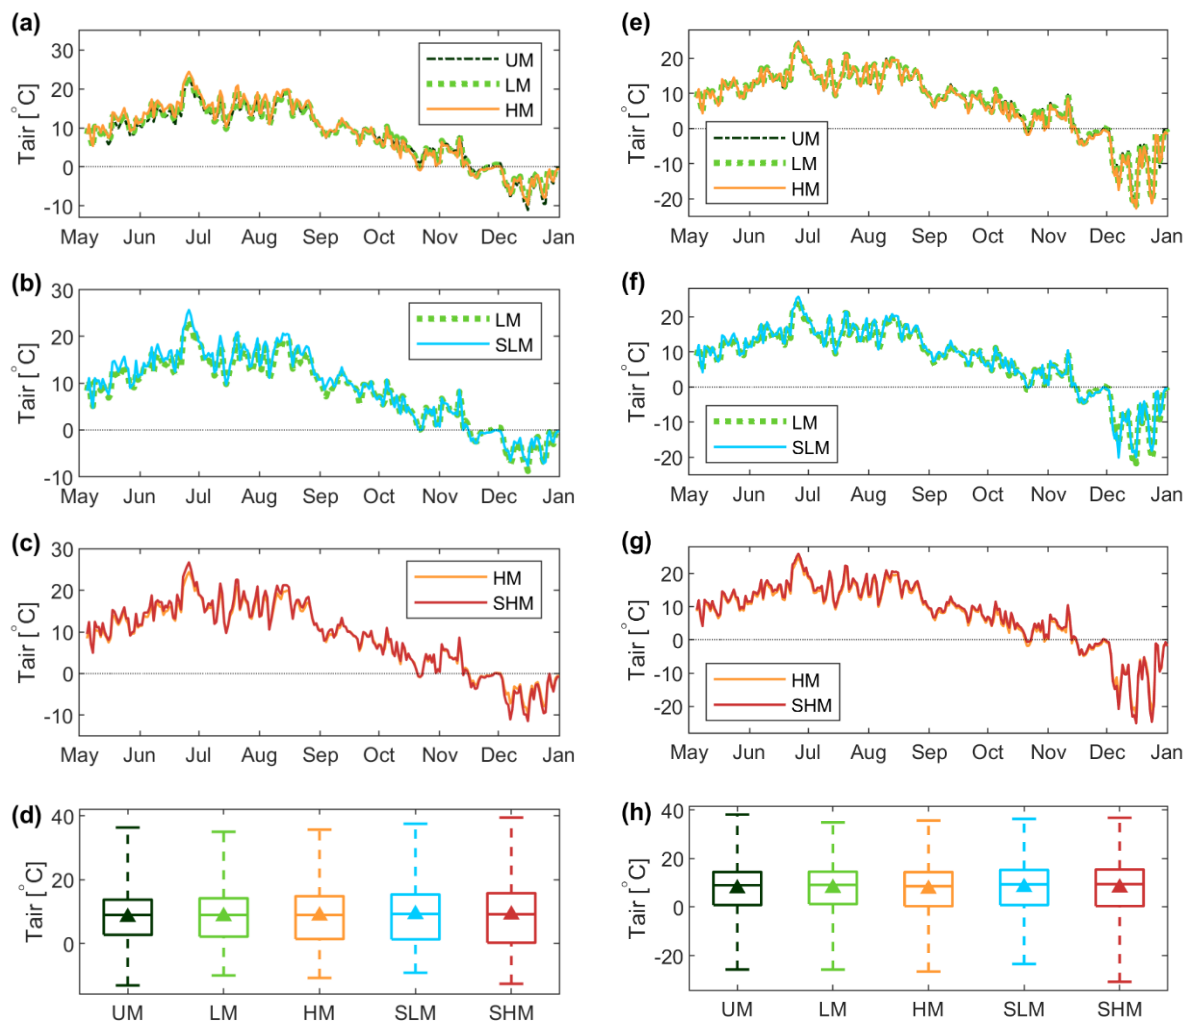 (a)
30
20
10
0
-10
Tair [°C]
UM
LM
HM
May Jun Jul Aug Sep Oct Nov Dec Jan
(e)
20
10
0
-10
-20
Tair [°C]
UM
LM
HM
May Jun Jul Aug Sep Oct Nov Dec Jan
(b)
30
20
10
0
-10
Tair [°C]
LM
SLM
May Jun Jul Aug Sep Oct Nov Dec Jan
(f)
20
10
0
-10
-20
Tair [°C]
LM
SLM
May Jun Jul Aug Sep Oct Nov Dec Jan
(c)
30
20
10
0
-10
Tair [°C]
HM
SHM
May Jun Jul Aug Sep Oct Nov Dec Jan
(g)
20
10
0
-10
-20
Tair [°C]
HM
SHM
May Jun Jul Aug Sep Oct Nov Dec Jan
(d)
40
20
0
Tair [°C]
UM LM HM SLM SHM
(h)
40
20
0
-20
Tair [°C]
UM LM HM SLM SHM